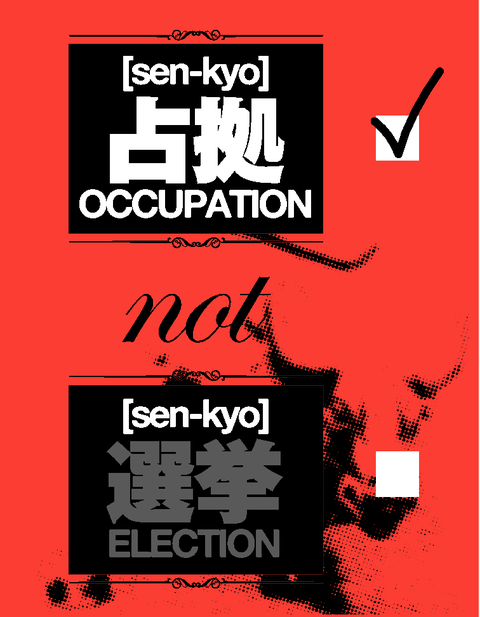 [sen-kyo]
占拠
OCCUPATION
not
[sen-kyo]
選挙
ELECTION